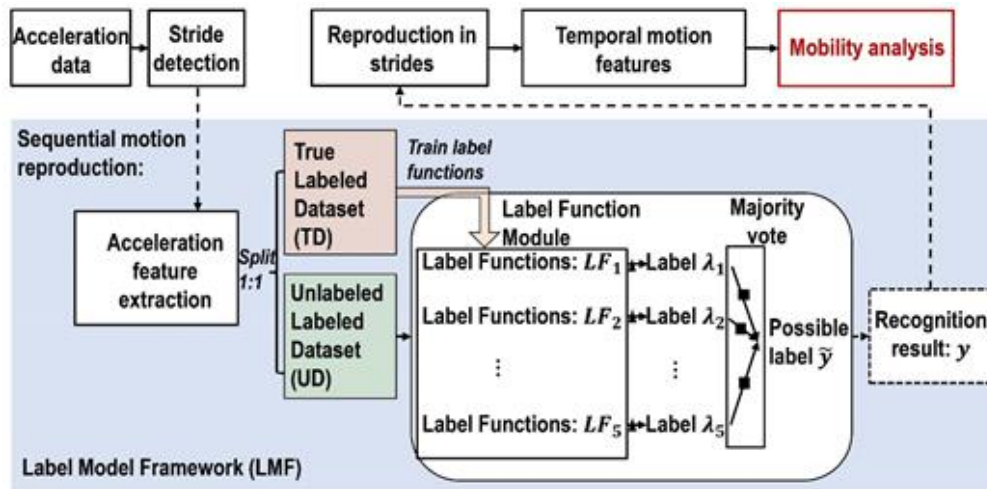 Acceleration
data
Stride
detection
Reproduction in
strides
Temporal motion
features
Mobility analysis
Sequential motion
reproduction:
Acceleration
feature
extraction
Split
1:1
True
Labeled
Dataset
(TD)
Unlabeled
Labeled
Dataset
(UD)
Train label
functions
Label Function
Module
Majority
vote
Label Functions: LF₁
Label λ₁
Label Functions: LF₂
Label λ₂
⋮
⋮
Label Functions: LF₅
Label λ₅
Possible
label ỹ
Recognition
result: y
Label Model Framework (LMF)